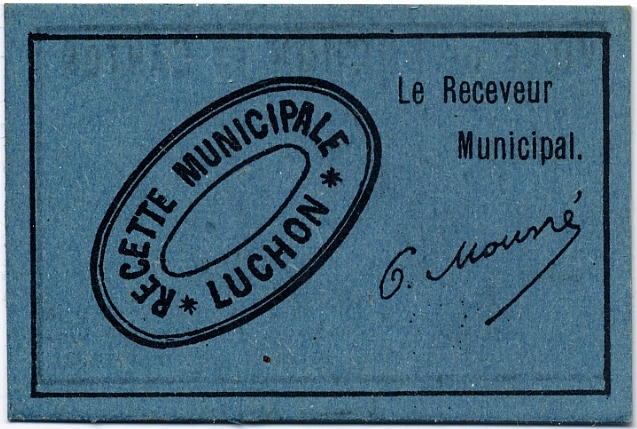 RECETTE MUNICIPALE
* LUCHON *
Le Receveur
Municipal.